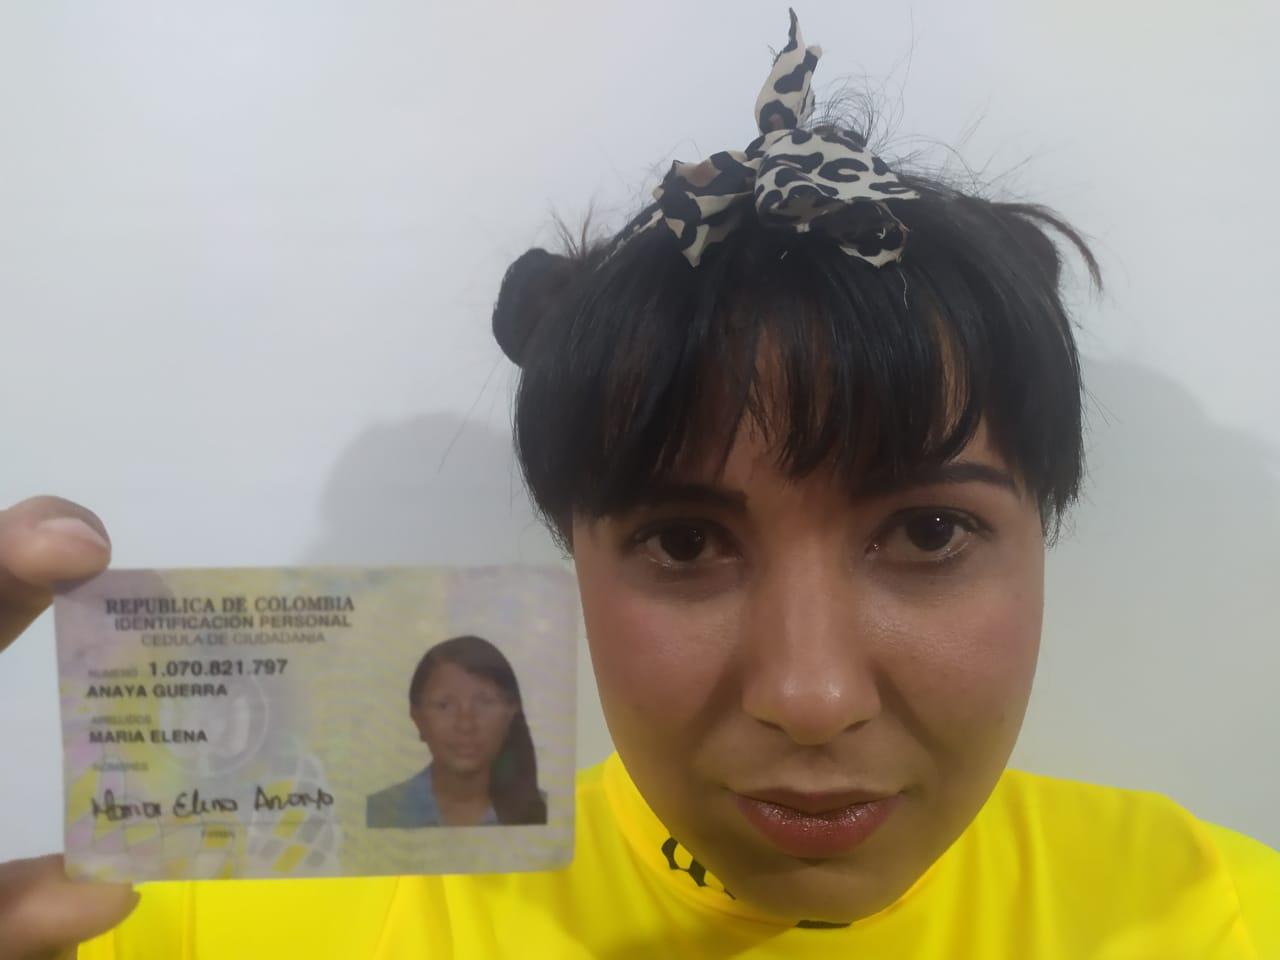 REPUBLICA DE COLOMBIA
IDENTIFICACION PERSONAL
CEDULA DE CIUDADANIA
NUMERO 1.070.821.797
ANAYA GUERRA
APELLIDOS
MARIA ELENA
NOMBRES
Maria Elena Anaya
FIRMA